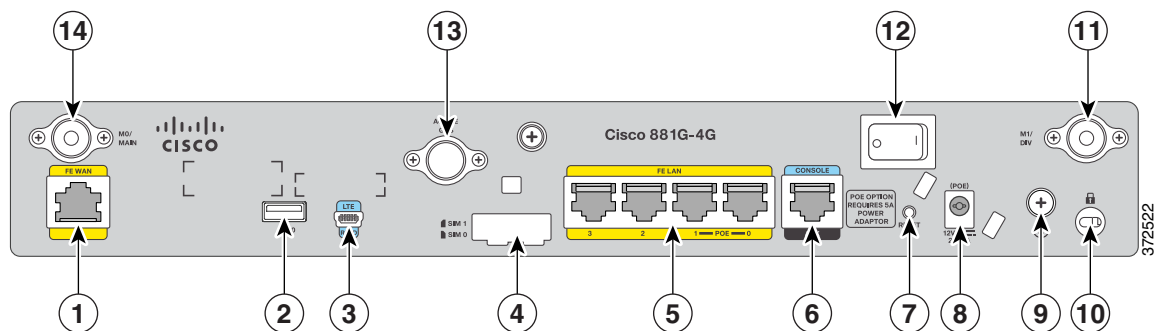 14
13
12
11
M0/
MAIN
CISCO
Cisco 881G-4G
M1/
DIV
FE WAN
FE LAN
CONSOLE
LTE
SIM 1
SIM 0
3 2 1 POE 0
POE OPTION
REQUIRES 5A
POWER
ADAPTOR
(POE)
12V
372522
1
2
3
4
5
6
7
8
9
10